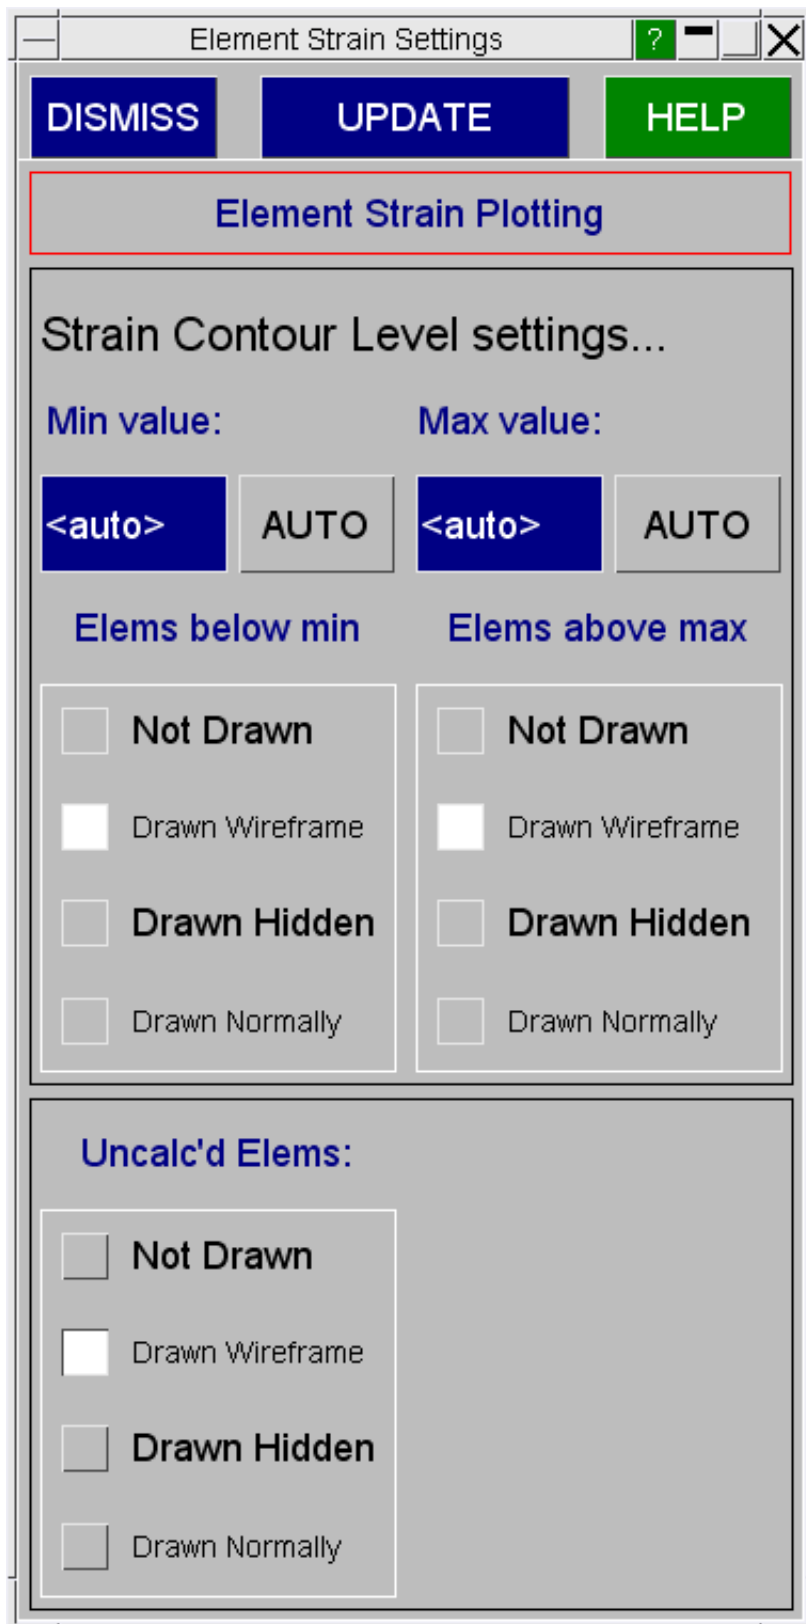 Element Strain Settings ?
DISMISS UPDATE HELP
Element Strain Plotting
Strain Contour Level settings...
Min value: Max value:
<auto> AUTO <auto> AUTO
Elems below min Elems above max
Not Drawn Not Drawn
Drawn Wireframe Drawn Wireframe
Drawn Hidden Drawn Hidden
Drawn Normally Drawn Normally
Uncalc'd Elems:
Not Drawn
Drawn Wireframe
Drawn Hidden
Drawn Normally